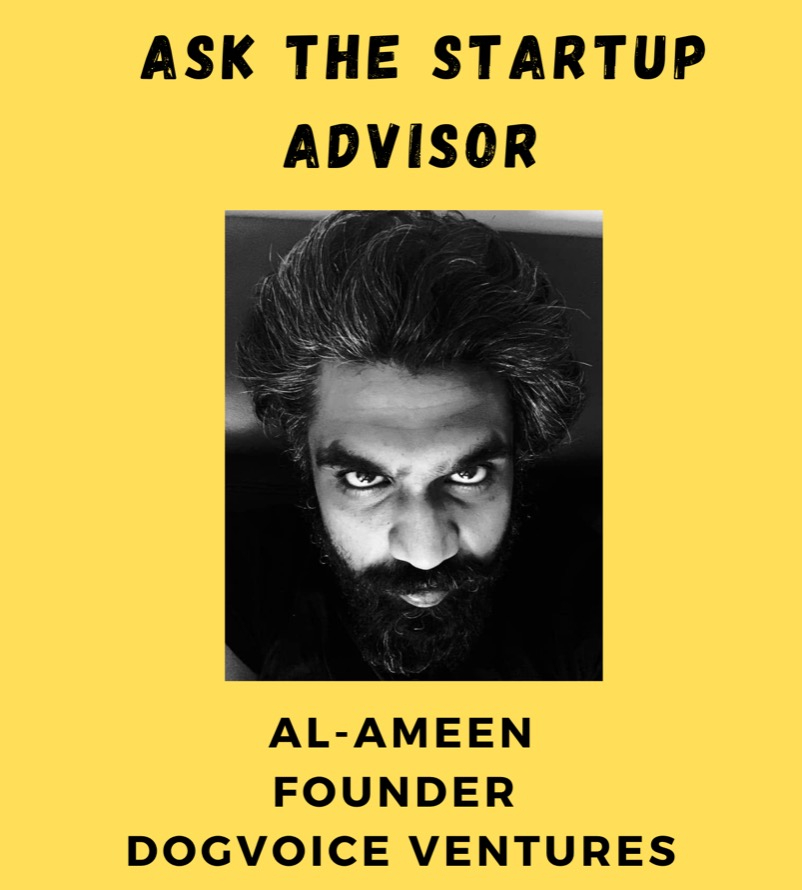 ASK THE STARTUP
ADVISOR
AL-AMEEN
FOUNDER
DOGVOICE VENTURES